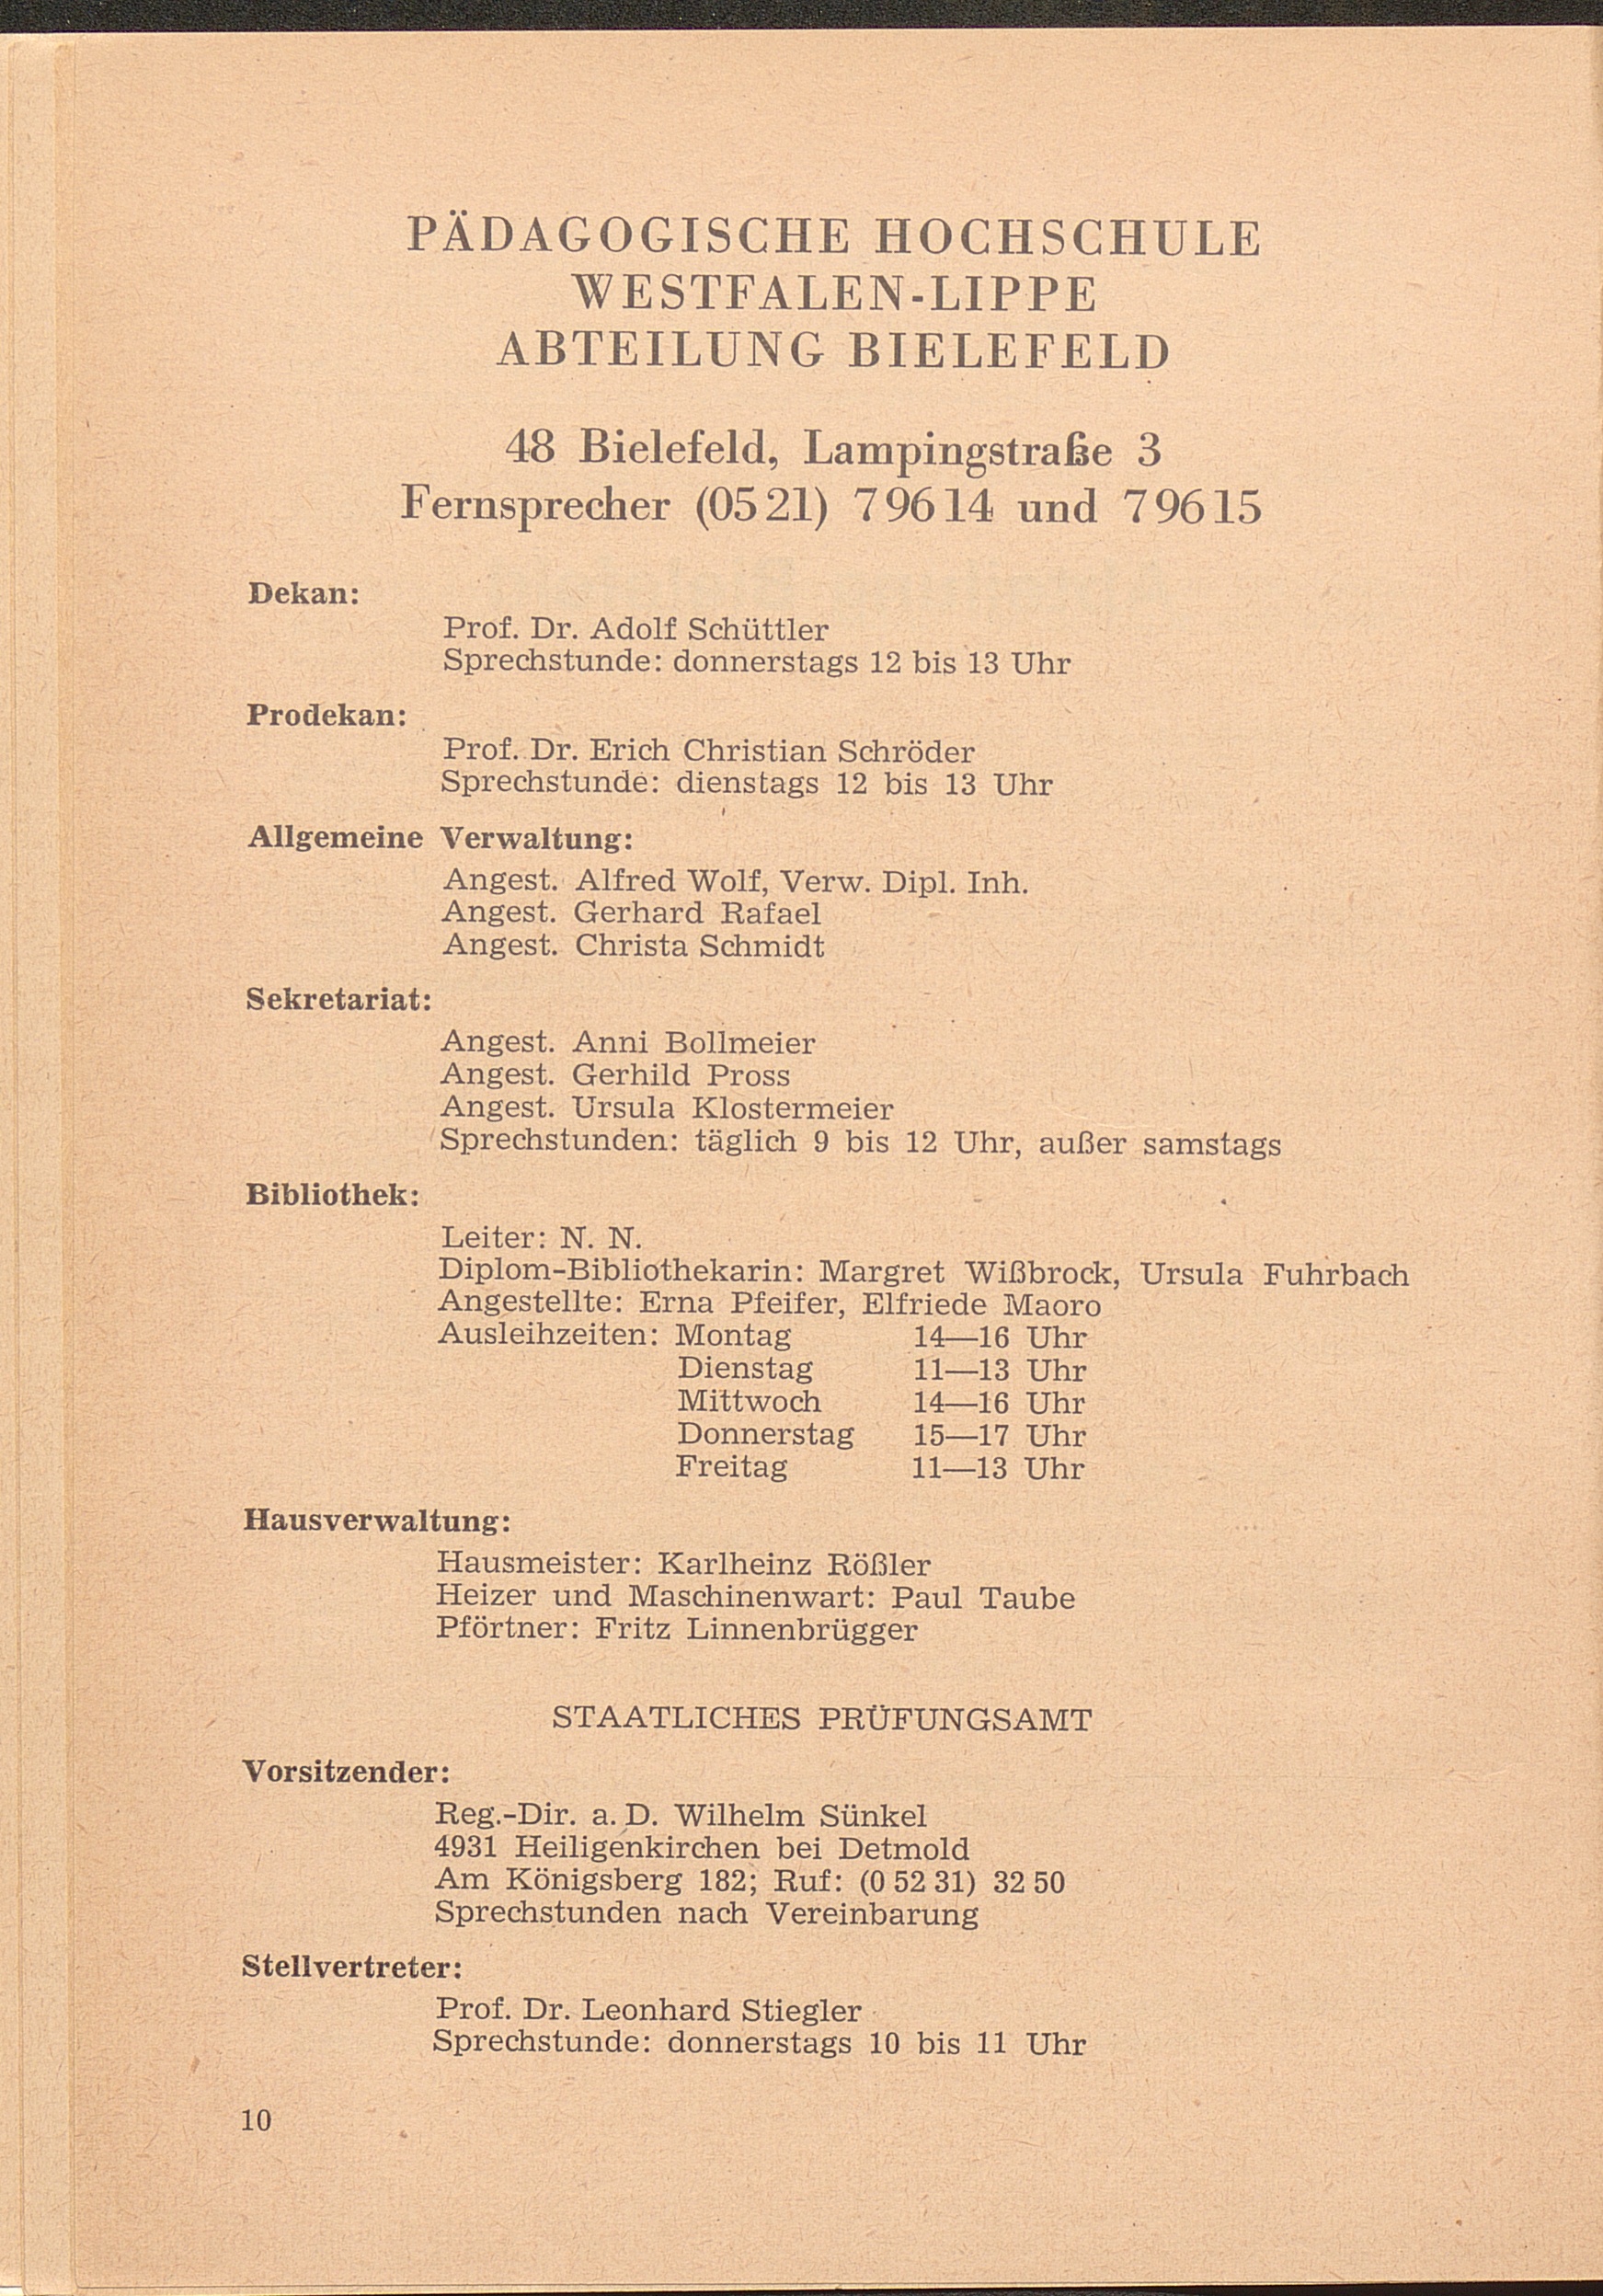 PÄDAGOGISCHE HOCHSCHULE
WESTFALEN-LIPPE
ABTEILUNG BIELEFELD
48 Bielefeld, Lampingstraße 3
Fernsprecher (05 21) 7 96 14 und 7 96 15
Dekan:
Prof. Dr. Adolf Schüttler
Sprechstunde: donnerstags 12 bis 13 Uhr
Prodekan:
Prof. Dr. Erich Christian Schröder
Sprechstunde: dienstags 12 bis 13 Uhr
Allgemeine Verwaltung:
Angest. Alfred Wolf, Verw. Dipl. Inh.
Angest. Gerhard Rafael
Angest. Christa Schmidt
Sekretariat:
Angest. Anni Bollmeier
Angest. Gerhild Pross
Angest. Ursula Klostermeier
Sprechstunden: täglich 9 bis 12 Uhr, außer samstags
Bibliothek:
Leiter: N. N.
Diplom-Bibliothekarin: Margret Wißbrock, Ursula Fuhrbach
Angestellte: Erna Pfeifer, Elfriede Maoro
Ausleihzeiten: Montag 14—16 Uhr
Dienstag 11—13 Uhr
Mittwoch 14—16 Uhr
Donnerstag 15—17 Uhr
Freitag 11—13 Uhr
Hausverwaltung:
Hausmeister: Karlheinz Rößler
Heizer und Maschinenwart: Paul Taube
Pförtner: Fritz Linnenbrügger
STAATLICHES PRÜFUNGSAMT
Vorsitzender:
Reg.-Dir. a. D. Wilhelm Sünkel
4931 Heiligenkirchen bei Detmold
Am Königsberg 182; Ruf: (0 52 31) 32 50
Sprechstunden nach Vereinbarung
Stellvertreter:
Prof. Dr. Leonhard Stiegler
Sprechstunde: donnerstags 10 bis 11 Uhr
10